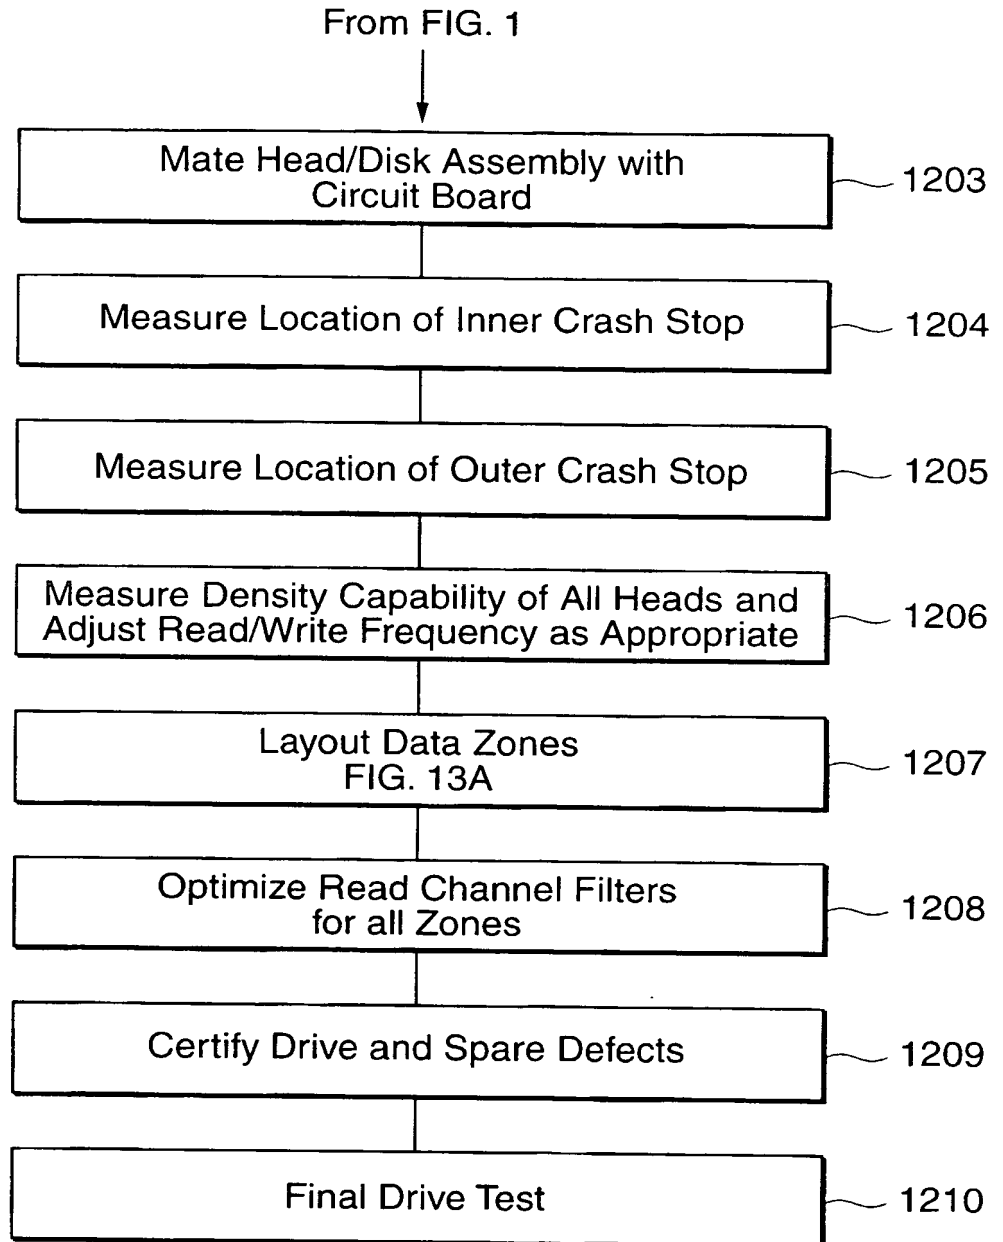 From FIG. 1
Mate Head/Disk Assembly with
Circuit Board
1203
Measure Location of Inner Crash Stop
1204
Measure Location of Outer Crash Stop
1205
Measure Density Capability of All Heads and
Adjust Read/Write Frequency as Appropriate
1206
Layout Data Zones
FIG. 13A
1207
Optimize Read Channel Filters
for all Zones
1208
Certify Drive and Spare Defects
1209
Final Drive Test
1210